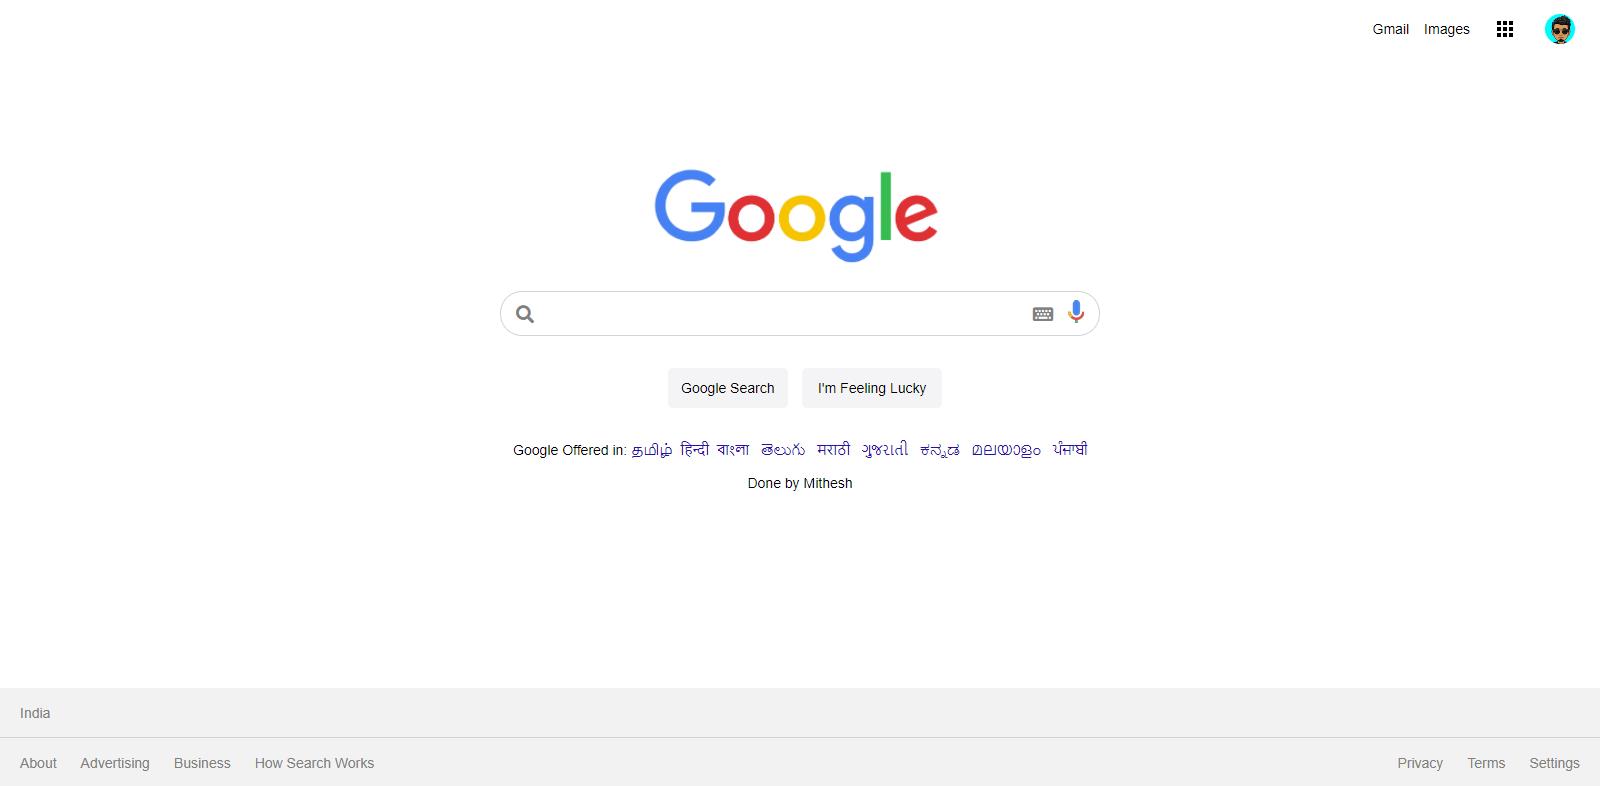 Gmail Images
Google
Google Search I'm Feeling Lucky
Google Offered in: தமிழ் हिन्दी বাংলা తెలుగు मराठी ગુજરાતી ಕನ್ನಡ മലയാളം ਪੰਜਾਬੀ
Done by Mithesh
India
About Advertising Business How Search Works Privacy Terms Settings